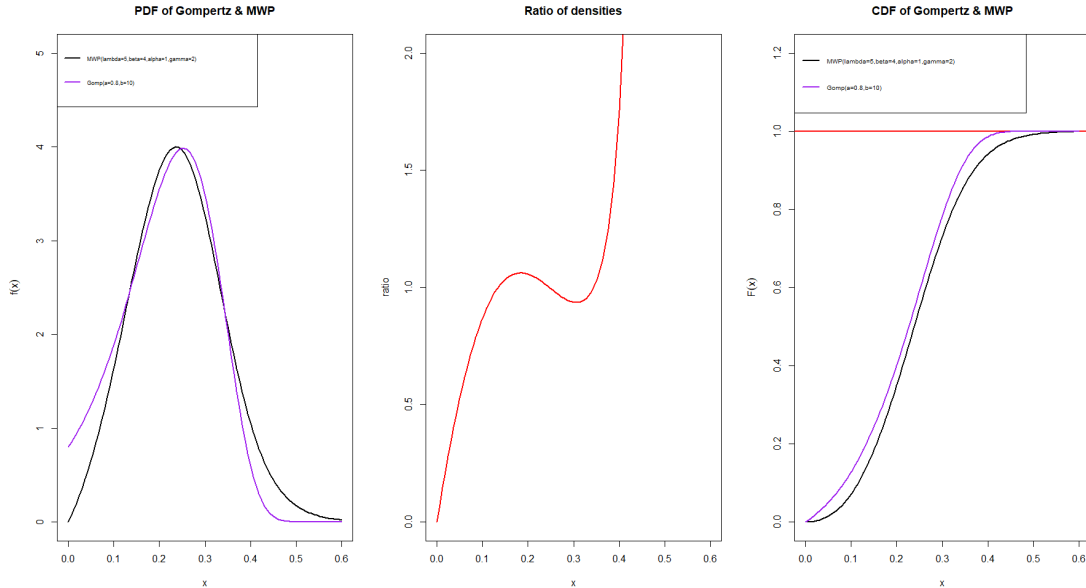 PDF of Gompertz & MWP
MWP(lambda=5,beta=4,alpha=1,gamma=2)
Gomp(a=0.8,b=10)
f(x)
5
4
3
2
1
0
0.0 0.1 0.2 0.3 0.4 0.5 0.6
x
Ratio of densities
ratio
2.0
1.5
1.0
0.5
0.0
0.0 0.1 0.2 0.3 0.4 0.5 0.6
x
CDF of Gompertz & MWP
MWP(lambda=5,beta=4,alpha=1,gamma=2)
Gomp(a=0.8,b=10)
F(x)
1.2
1.0
0.8
0.6
0.4
0.2
0.0
0.0 0.1 0.2 0.3 0.4 0.5 0.6
x